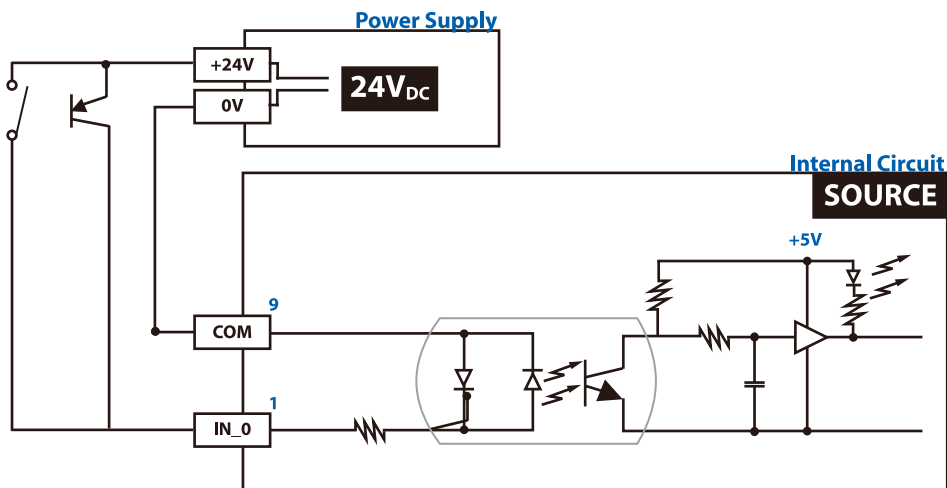 Power Supply
+24V
24VDC
0V
Internal Circuit
SOURCE
+5V
9
COM
1
IN_0